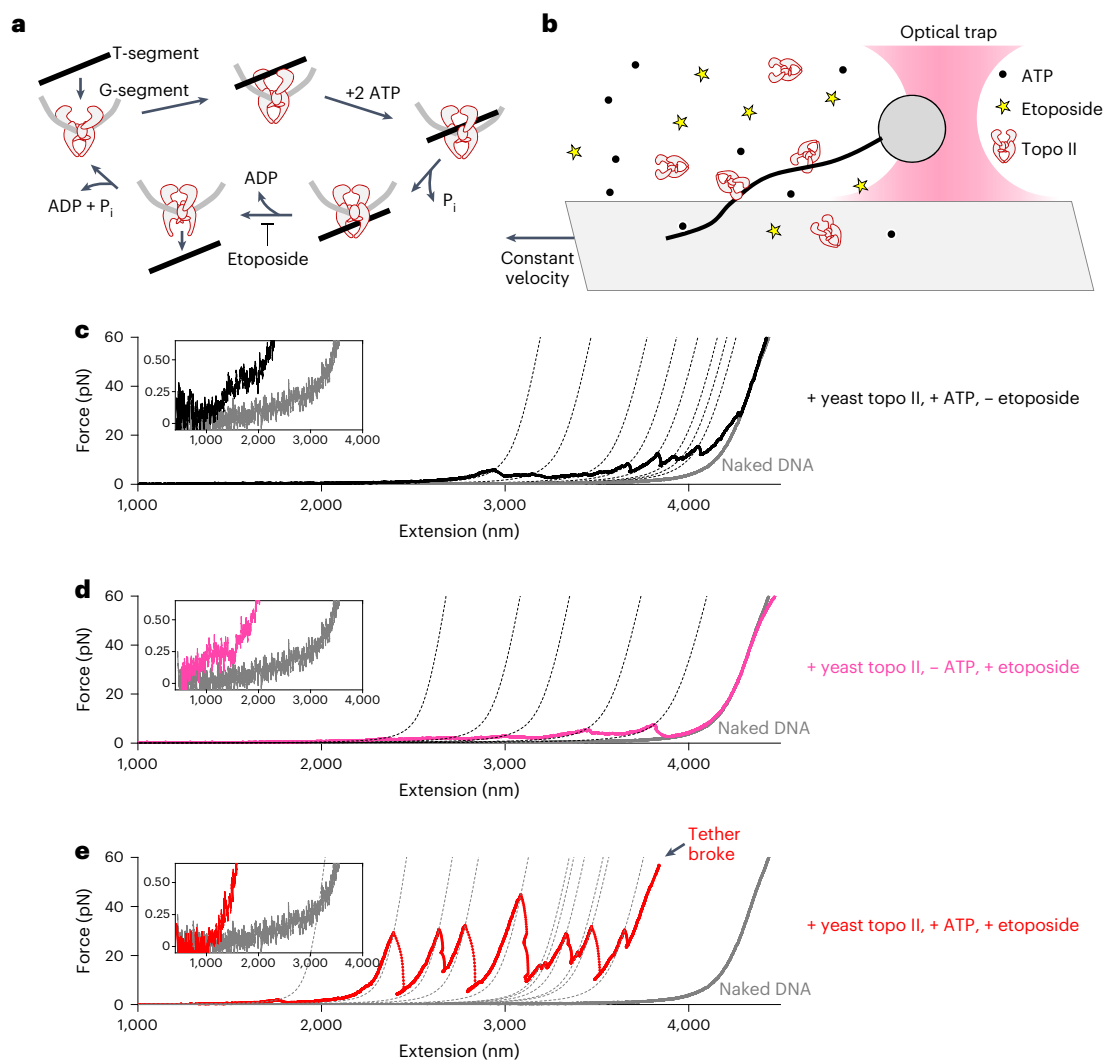 a
T-segment
G-segment
+2 ATP
Pi
ADP
Etoposide
ADP + Pi
b
Optical trap
ATP
Etoposide
Topo II
Constant
velocity
c
Force (pN)
60
40
20
0
0.50
0.25
0
1,000 2,000 3,000 4,000
Naked DNA
+ yeast topo II, + ATP, – etoposide
1,000 2,000 3,000 4,000
Extension (nm)
d
Force (pN)
60
40
20
0
0.50
0.25
0
1,000 2,000 3,000 4,000
Naked DNA
+ yeast topo II, – ATP, + etoposide
1,000 2,000 3,000 4,000
Extension (nm)
e
Force (pN)
60
40
20
0
0.50
0.25
0
1,000 2,000 3,000 4,000
Tether
broke
Naked DNA
+ yeast topo II, + ATP, + etoposide
1,000 2,000 3,000 4,000
Extension (nm)